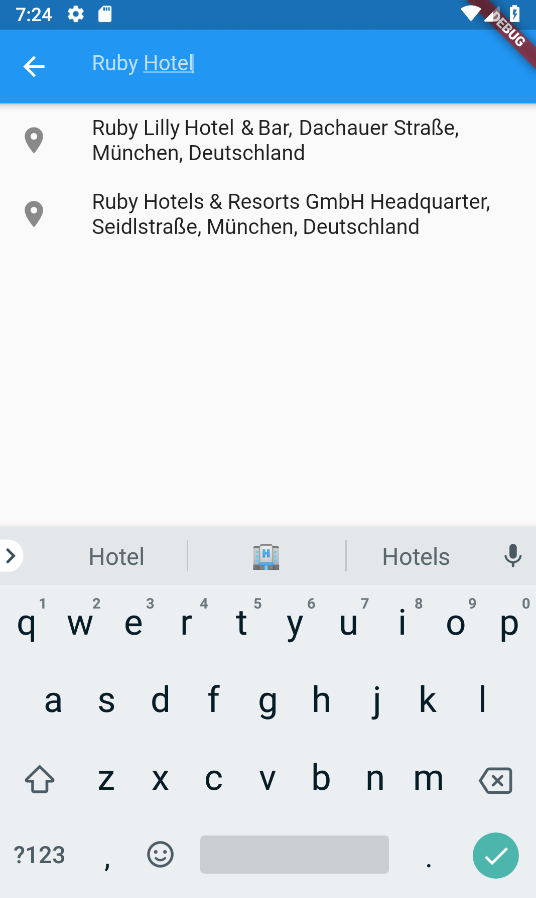 7:24
DEBUG
Ruby Hotel
Ruby Lilly Hotel & Bar, Dachauer Straße,
München, Deutschland
Ruby Hotels & Resorts GmbH Headquarter,
Seidlstraße, München, Deutschland
Hotel H Hotels
1 2 3 4 5 6 7 8 9 0
q w e r t y u i o p
a s d f g h j k l
z x c v b n m
?123 , .